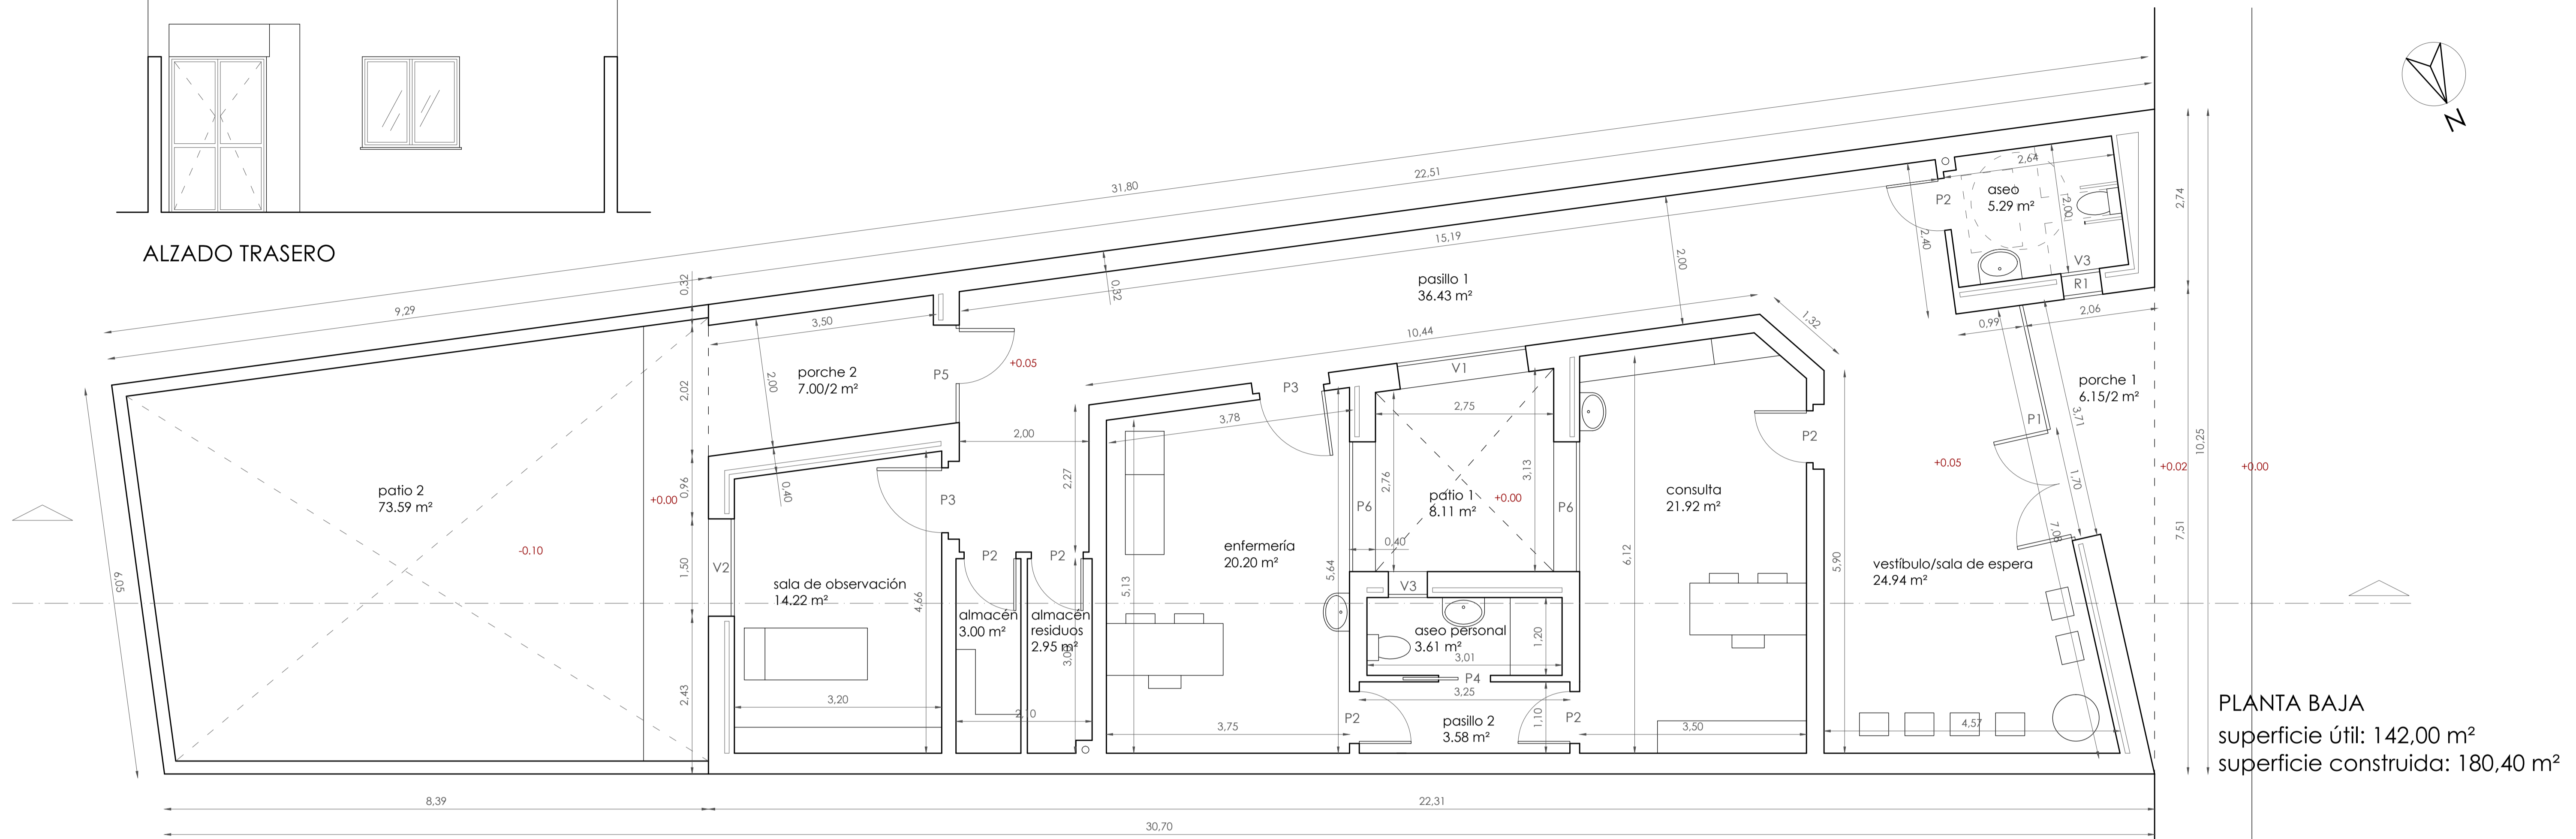 ALZADO TRASERO
N
31,80
22,51
9,29
15,19
10,44
3,50
0,32
0,32
2,02
0,96
1,50
2,43
6,05
2,00
0,40
patio 2
73.59 m²
-0.10
+0.00
V2
porche 2
7.00/2 m²
P5
+0.05
pasillo 1
36.43 m²
2,00
1,32
2,40
aseo
5.29 m²
2,64
2,00
P2
V3
R1
0,99
2,06
2,74
porche 1
6.15/2 m²
P1
3,71
1,70
7,08
+0.05
+0.02
+0.00
10,25
7,51
sala de observación
14.22 m²
P3
4,66
3,20
2,00
2,27
P2
P2
almacén
3.00 m²
almacén
residuos
2.95 m²
2,10
P3
3,78
enfermería
20.20 m²
5,13
5,64
3,75
P6
V1
2,75
2,76
3,13
patio 1
8.11 m²
+0.00
0,40
P6
V3
aseo personal
3.61 m²
1,20
3,01
P4
3,25
P2
pasillo 2
3.58 m²
1,10
P2
consulta
21.92 m²
6,12
3,50
P2
5,90
vestíbulo/sala de espera
24.94 m²
4,57
8,39
22,31
30,70
PLANTA BAJA
superficie útil: 142,00 m²
superficie construida: 180,40 m²